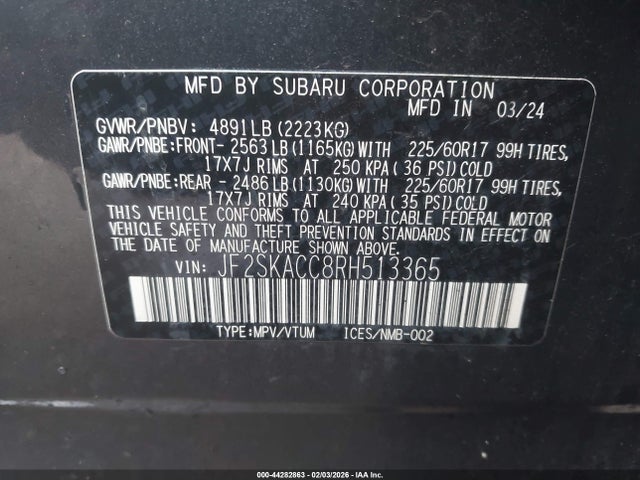 MFD BY SUBARU CORPORATION
MFD IN 03/24
GVWR/PNBV: 4891LB(2223KG)
GAWR/PNBE:FRONT- 2563LB(1165KG)WITH 225/60R17 99H TIRES,
17X7J RIMS AT 250 KPA(36 PSI)COLD
GAWR/PNBE:REAR - 2486LB(1130KG)WITH 225/60R17 99H TIRES,
17X7J RIMS AT 240 KPA(35 PSI)COLD
THIS VEHICLE CONFORMS TO ALL APPLICABLE FEDERAL MOTOR
VEHICLE SAFETY AND THEFT PREVENTION STANDARDS IN EFFECT ON
THE DATE OF MANUFACTURE SHOWN ABOVE.
VIN: JF2SKACC8RH513365
TYPE:MPV/VTUM ICES/NMB-002
000-44282863 - 02/03/2026 - IAA Inc.